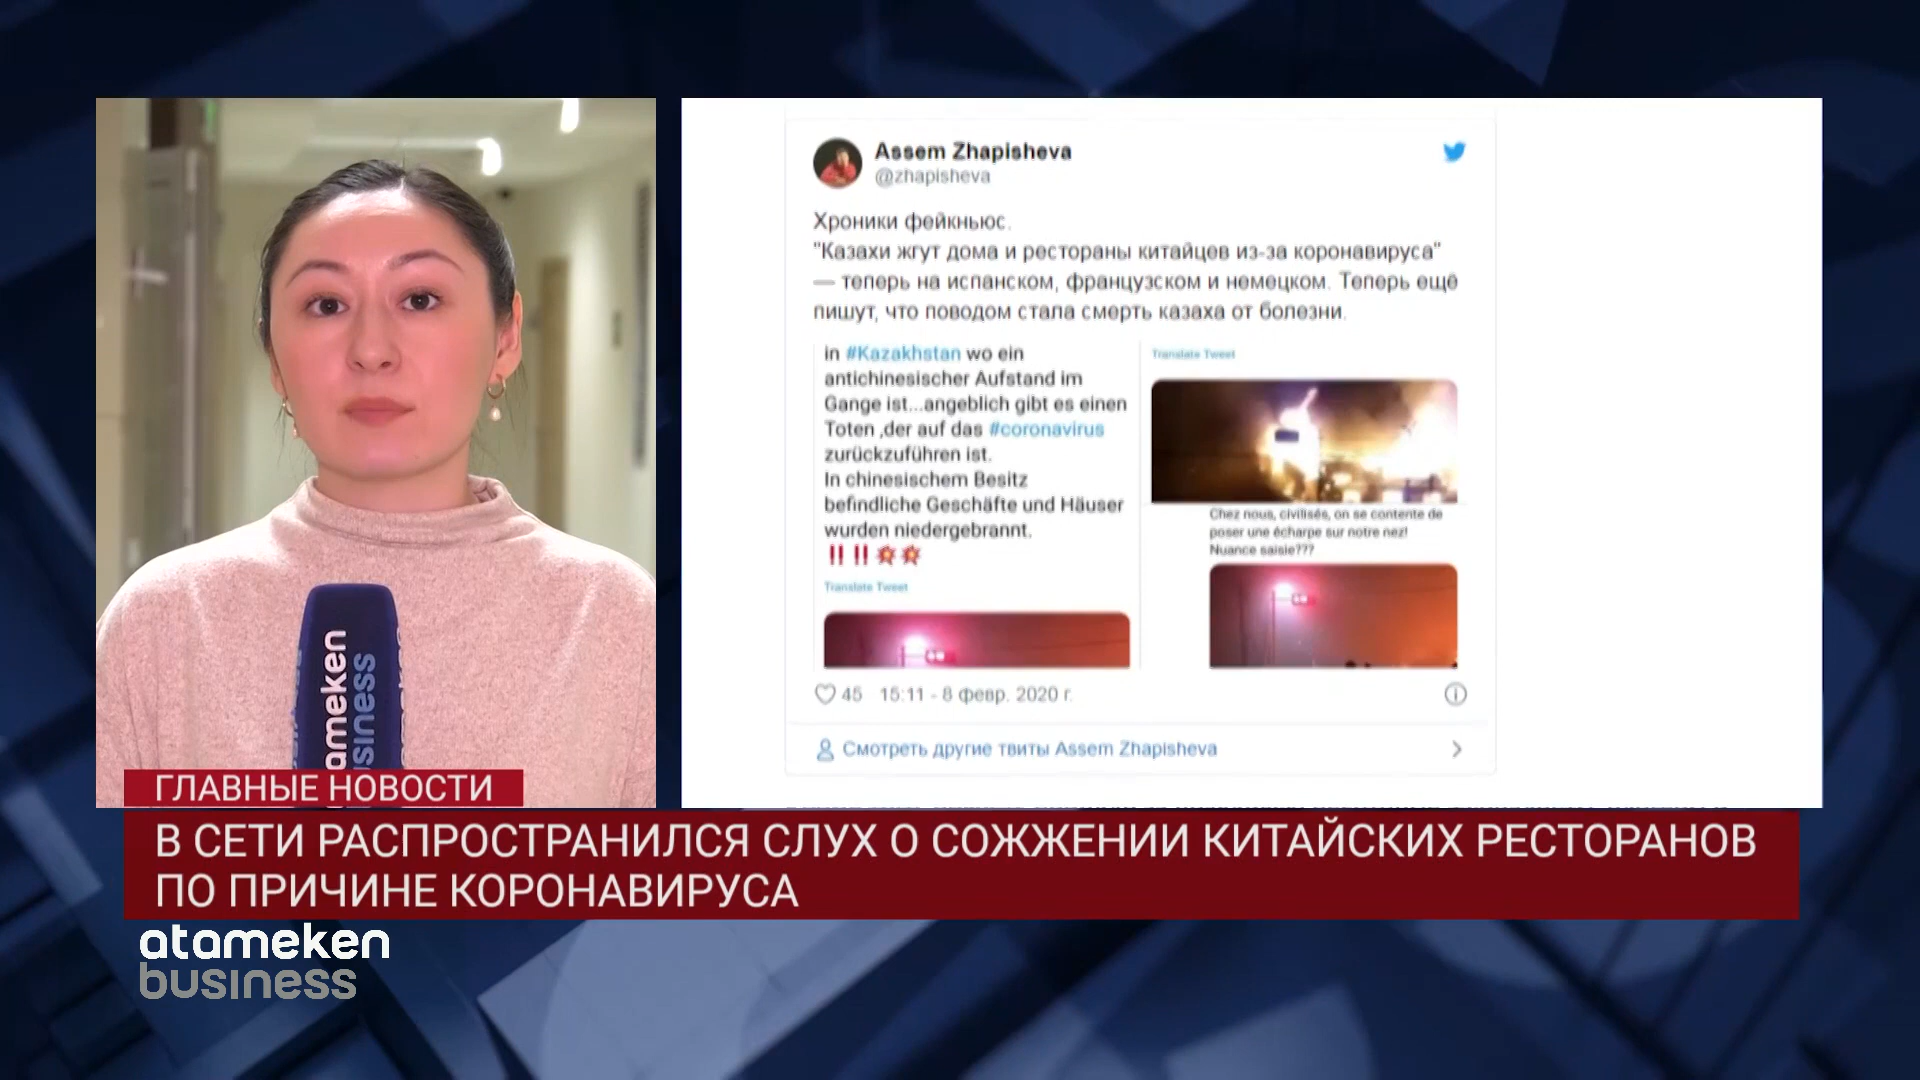 Assem Zhapisheva
@zhapisheva
Хроники фейкньюс.
"Казахи жгут дома и рестораны китайцев из-за коронавируса"
— теперь на испанском, французском и немецком. Теперь ещё
пишут, что поводом стала смерть казаха от болезни.
in #Kazakhstan wo ein
antichinesischer Aufstand im
Gange ist...angeblich gibt es einen
Toten ,der auf das #coronavirus
zurückzuführen ist.
In chinesischem Besitz
befindliche Geschäfte und Häuser
wurden niedergebrannt.
‼️‼️💥💥
Translate Tweet
Translate Tweet
Chez nous, civilisés, on se contente de
poser une écharpe sur notre nez!
Nuance saisie???
45 15:11 - 8 февр. 2020 г.
Смотреть другие твиты Assem Zhapisheva
ameken
usiness
ГЛАВНЫЕ НОВОСТИ
В СЕТИ РАСПРОСТРАНИЛСЯ СЛУХ О СОЖЖЕНИИ КИТАЙСКИХ РЕСТОРАНОВ
ПО ПРИЧИНЕ КОРОНАВИРУСА
atameken
business